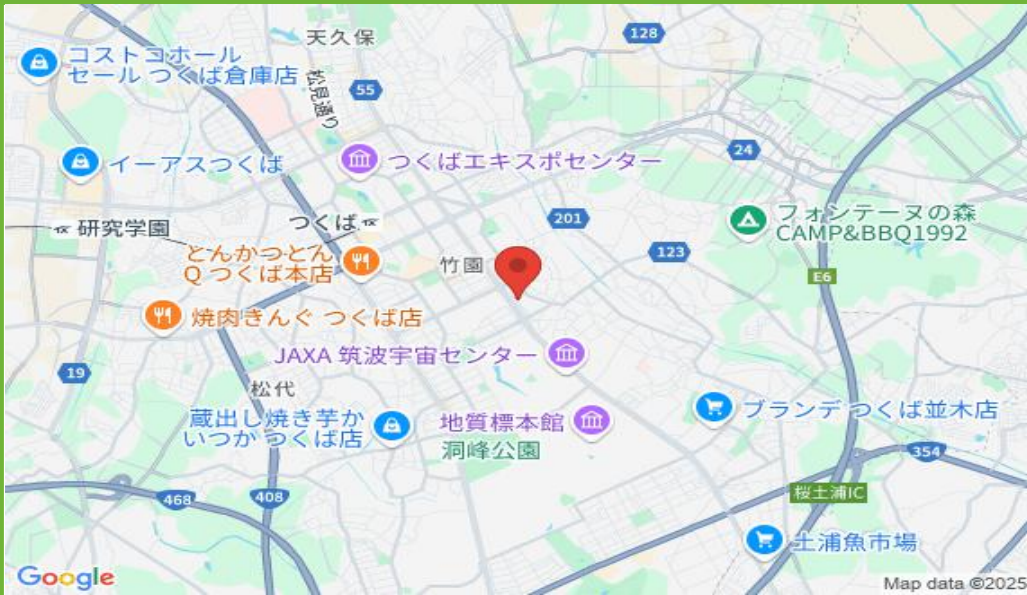 天久保
128
コストコホール
セール つくば倉庫店
松見通り
55
イーアスつくば
つくばエキスポセンター
24
研究学園
つくば
201
フォンテーヌの森
CAMP&BBQ1992
とんかつとん
Q つくば本店
竹園
123
E6
焼肉きんぐ つくば店
JAXA 筑波宇宙センター
19
松代
蔵出し焼き芋か
いつか つくば店
地質標本館
洞峰公園
ブランデ つくば並木店
354
468
408
桜土浦IC
土浦魚市場
Google
Map data ©2025